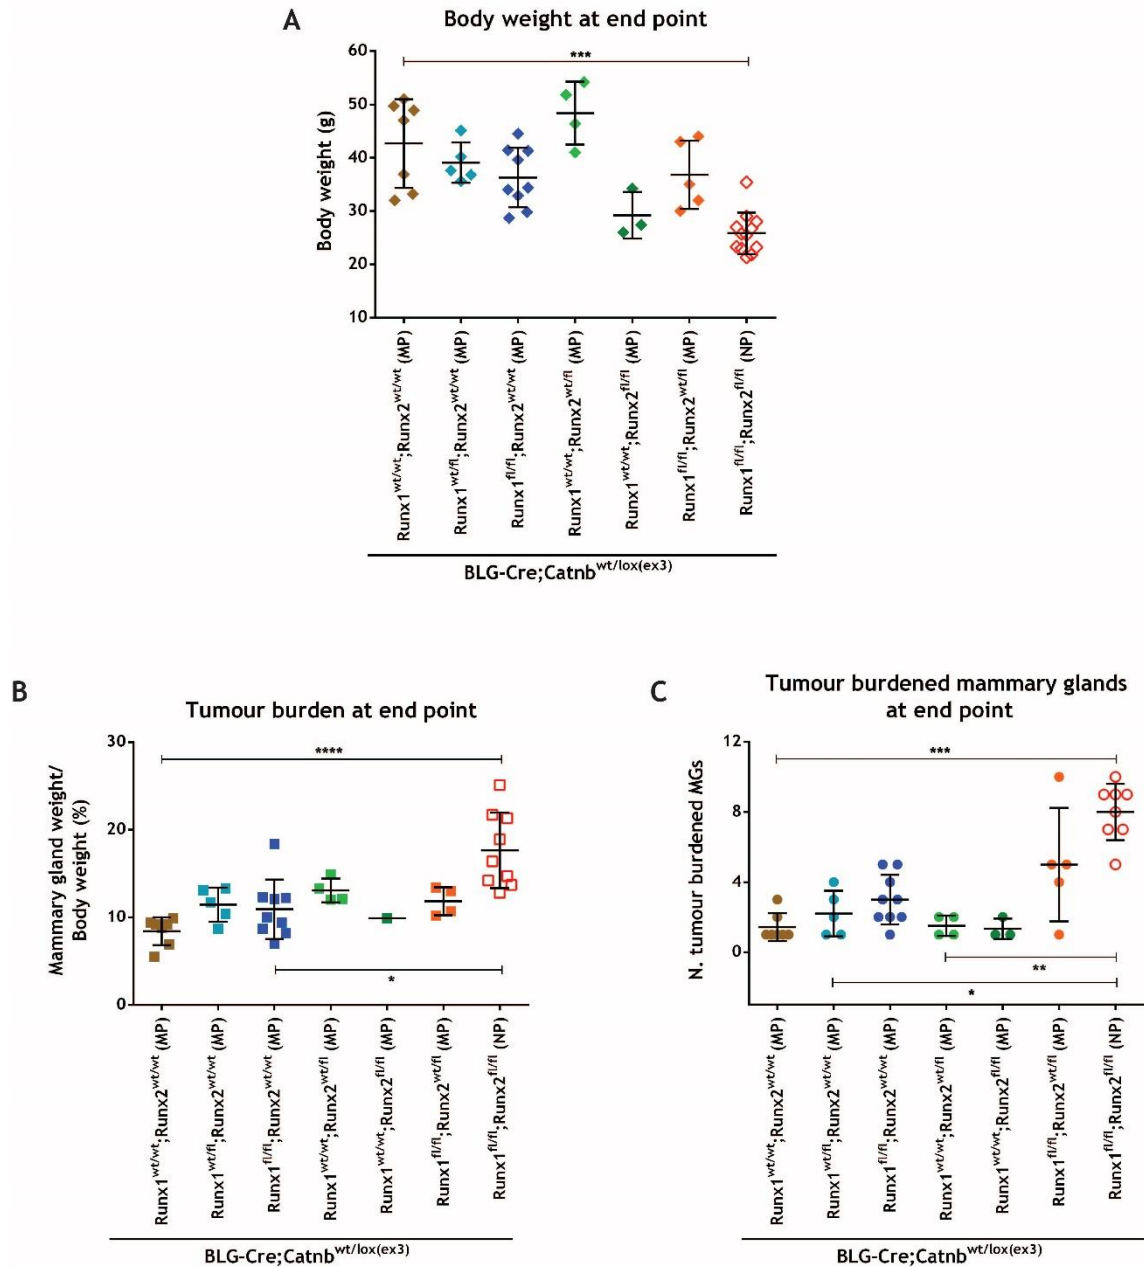 A
Body weight at end point
***
60
50
40
30
20
10
Body weight (g)
Runx1wt/wt;Runx2wt/wt (MP)
Runx1wt/fl;Runx2wt/wt (MP)
Runx1fl/fl;Runx2wt/wt (MP)
Runx1wt/wt;Runx2wt/fl (MP)
Runx1wt/wt;Runx2fl/fl (MP)
Runx1fl/fl;Runx2wt/fl (MP)
Runx1fl/fl;Runx2fl/fl (NP)
BLG-Cre;Catnbwt/lox(ex3)
B
Tumour burden at end point
****
30
20
10
0
Mammary gland weight/
Body weight (%)
*
Runx1wt/wt;Runx2wt/wt (MP)
Runx1wt/fl;Runx2wt/wt (MP)
Runx1fl/fl;Runx2wt/wt (MP)
Runx1wt/wt;Runx2wt/fl (MP)
Runx1wt/wt;Runx2fl/fl (MP)
Runx1fl/fl;Runx2wt/fl (MP)
Runx1fl/fl;Runx2fl/fl (NP)
BLG-Cre;Catnbwt/lox(ex3)
C
Tumour burdened mammary glands
at end point
***
12
8
4
0
N. tumour burdened MGs
**
*
Runx1wt/wt;Runx2wt/wt (MP)
Runx1wt/fl;Runx2wt/wt (MP)
Runx1fl/fl;Runx2wt/wt (MP)
Runx1wt/wt;Runx2wt/fl (MP)
Runx1wt/wt;Runx2fl/fl (MP)
Runx1fl/fl;Runx2wt/fl (MP)
Runx1fl/fl;Runx2fl/fl (NP)
BLG-Cre;Catnbwt/lox(ex3)